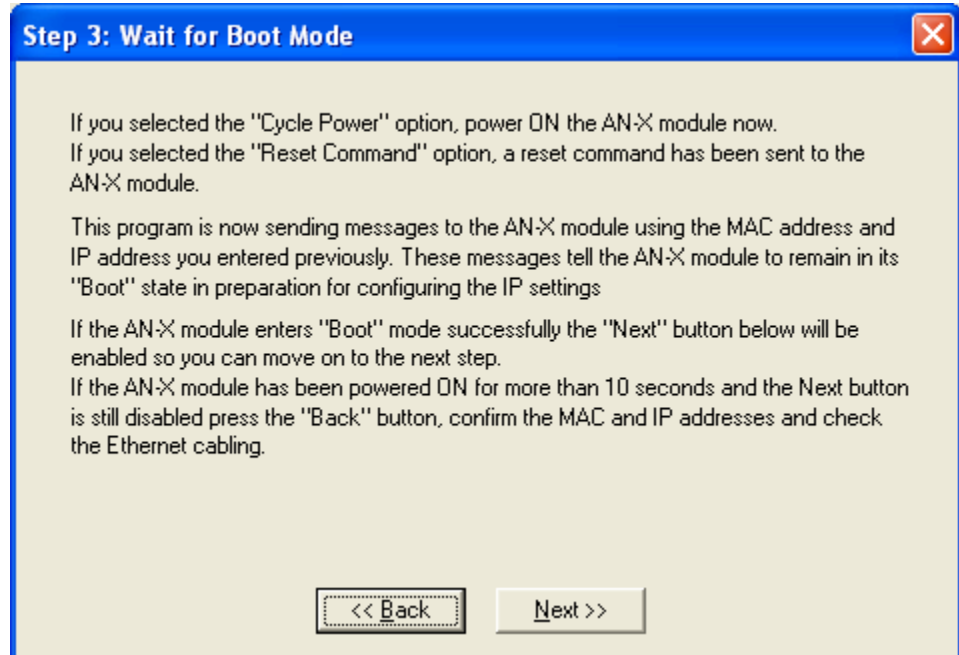 Step 3: Wait for Boot Mode
If you selected the "Cycle Power" option, power ON the AN-X module now.
If you selected the "Reset Command" option, a reset command has been sent to the
AN-X module.
This program is now sending messages to the AN-X module using the MAC address and
IP address you entered previously. These messages tell the AN-X module to remain in its
"Boot" state in preparation for configuring the IP settings
If the AN-X module enters "Boot" mode successfully the "Next" button below will be
enabled so you can move on to the next step.
If the AN-X module has been powered ON for more than 10 seconds and the Next button
is still disabled press the "Back" button, confirm the MAC and IP addresses and check
the Ethernet cabling.
<< Back
Next >>